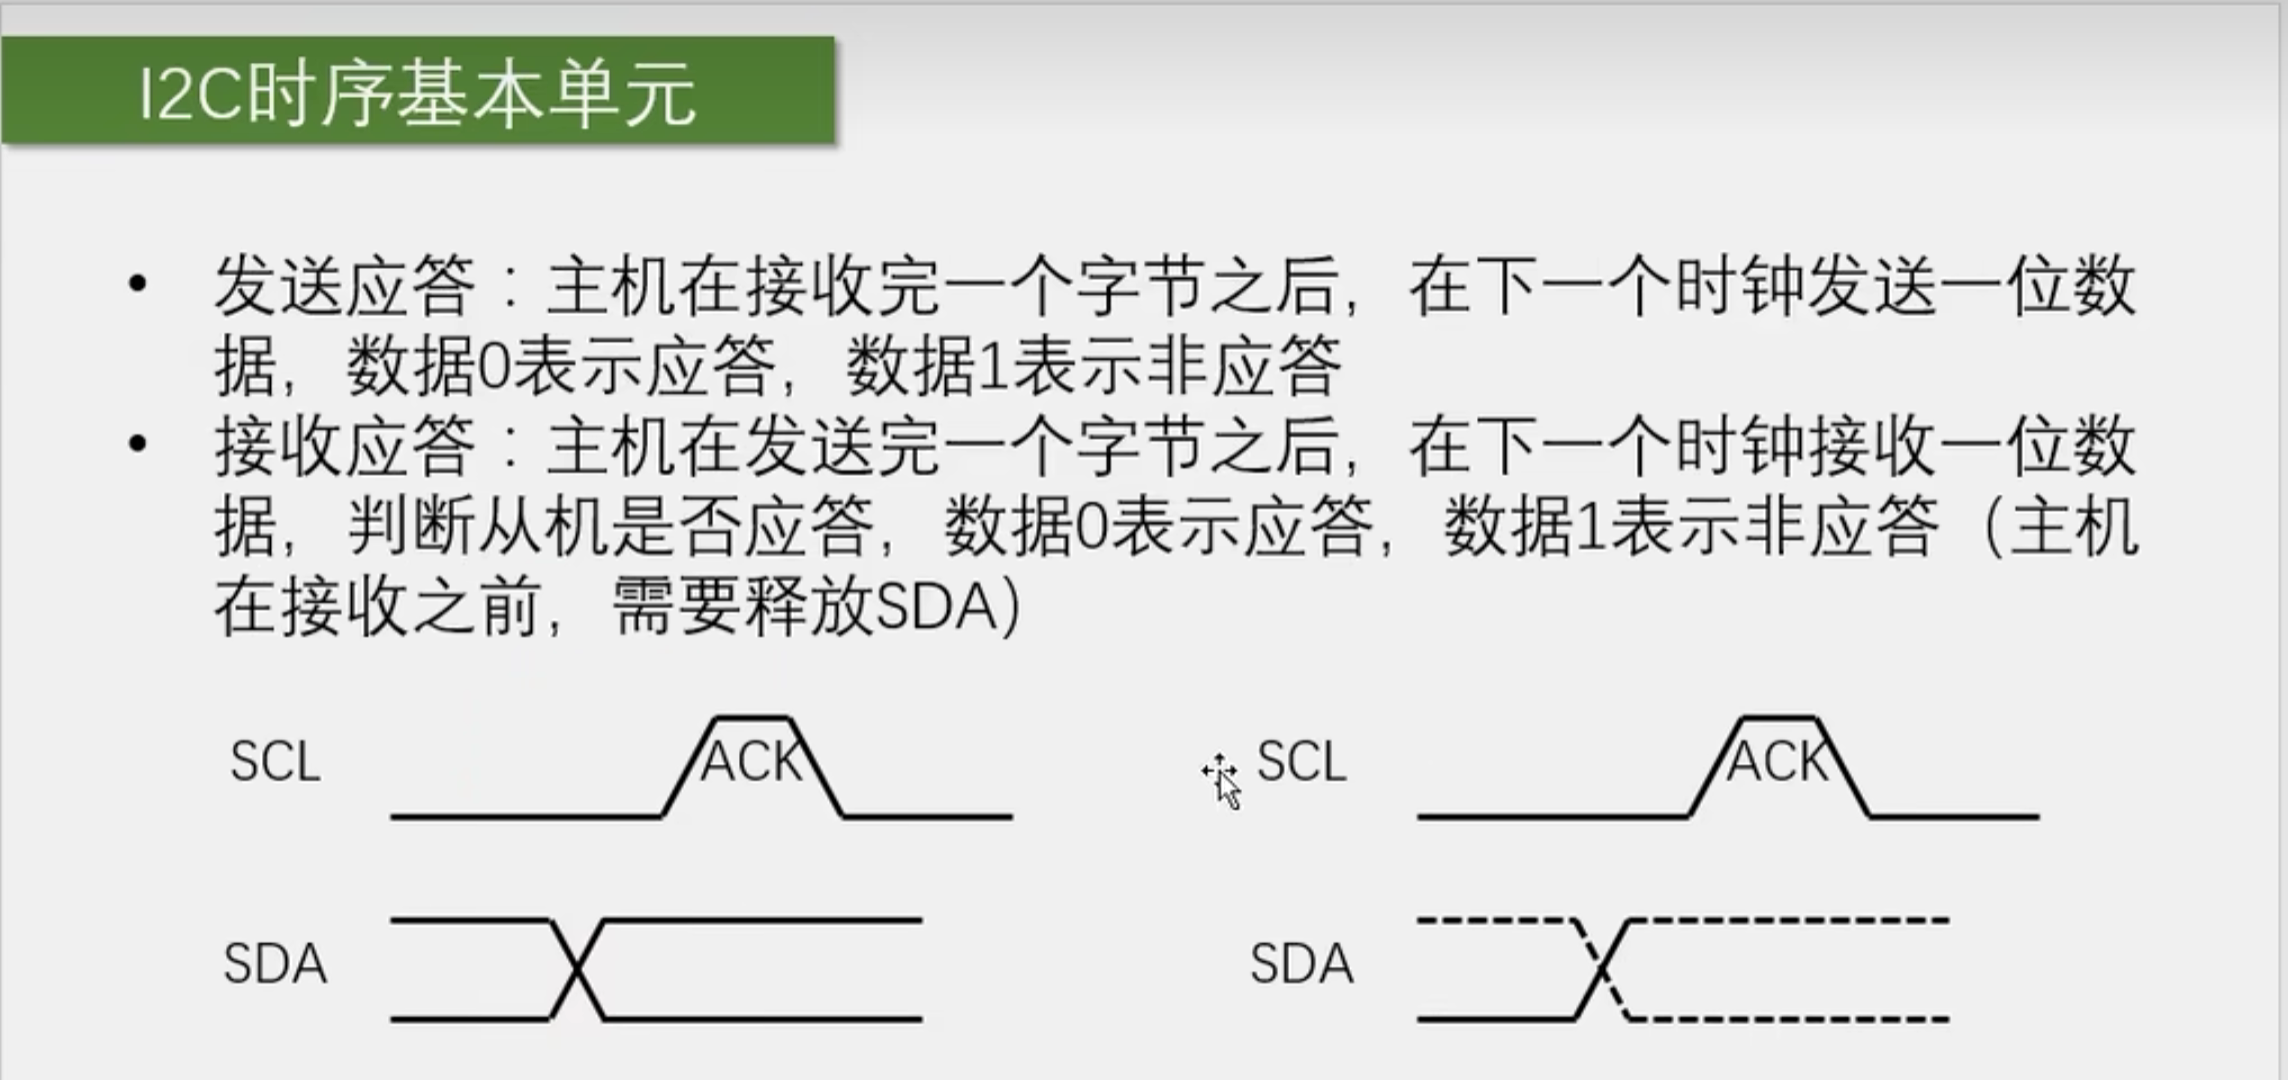 I2C时序基本单元
• 发送应答：主机在接收完一个字节之后，在下一个时钟发送一位数
据，数据0表示应答，数据1表示非应答
• 接收应答：主机在发送完一个字节之后，在下一个时钟接收一位数
据，判断从机是否应答，数据0表示应答，数据1表示非应答（主机
在接收之前，需要释放SDA）
SCL ACK SCL ACK
SDA SDA